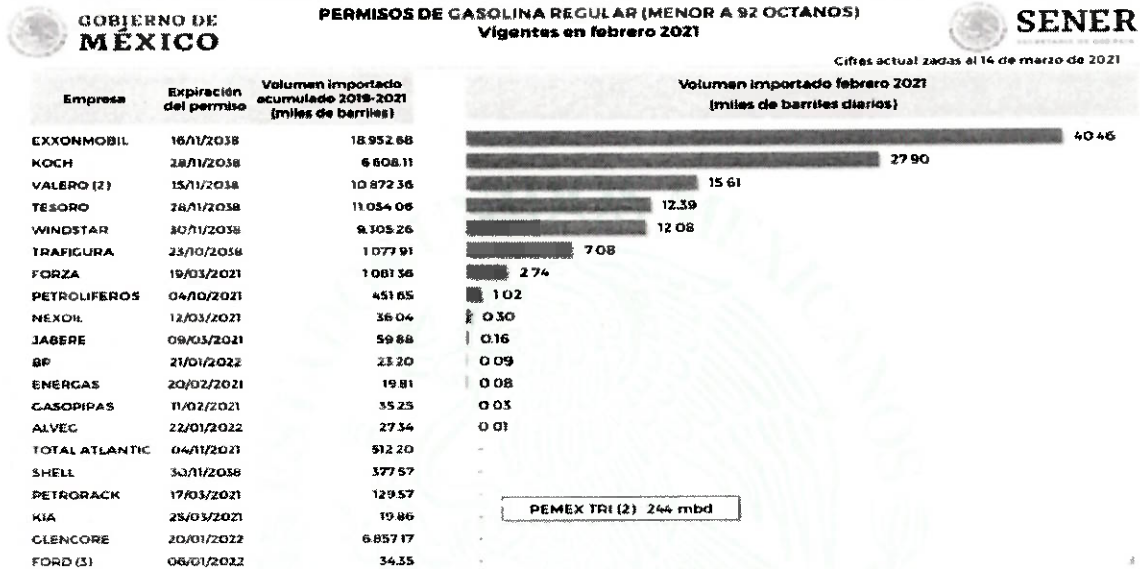 GOBIERNO DE
MÉXICO
PERMISOS DE GASOLINA REGULAR (MENOR A 92 OCTANOS)
Vigentes en febrero 2021
SENER
Cifras actualizadas al 14 de marzo de 2021
Empresa
Expiración
del permiso
Volumen importado
acumulado 2019-2021
(miles de barriles)
Volumen importado febrero 2021
(miles de barriles diarios)
EXXONMOBIL 16/11/2038 18,952.68 40.46
KOCH 28/11/2038 6,608.11 27.90
VALERO (2) 15/11/2038 10,872.36 15.61
TESORO 28/11/2038 11,054.06 12.39
WINDSTAR 30/11/2038 9,305.26 12.08
TRAFIGURA 23/10/2038 1,077.91 7.08
FORZA 19/03/2021 1,081.36 2.74
PETROLIFEROS 04/10/2021 451.65 1.02
NEXOIL 12/03/2021 36.04 0.30
JABERE 09/03/2021 59.88 0.16
BP 21/01/2022 23.20 0.09
ENERGAS 20/02/2021 19.81 0.08
GASOPIPAS 11/02/2021 35.25 0.03
ALVEG 22/01/2022 27.34 0.01
TOTAL ATLANTIC 04/11/2021 512.20 -
SHELL 30/11/2038 377.57 -
PETRORACK 17/03/2021 129.57 -
KIA 25/03/2021 19.86 -
GLENCORE 20/01/2022 6,857.17 -
FORD (3) 06/01/2022 34.35 -
PEMEX TRI (2) 244 mbd